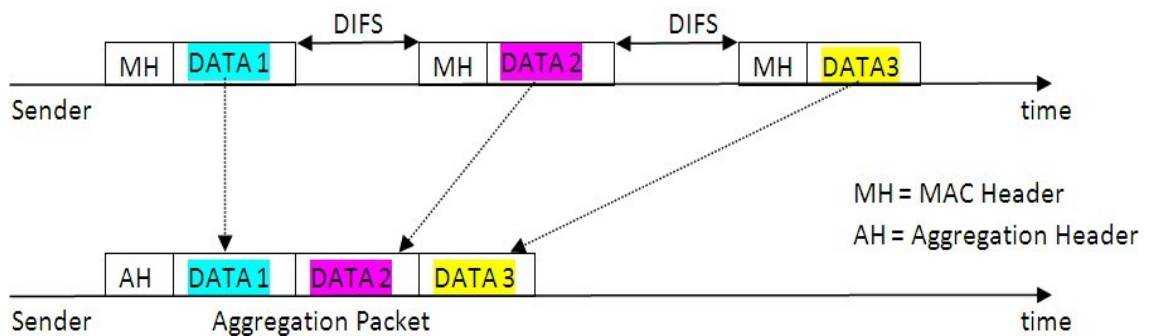 DIFS DIFS
MH DATA 1 MH DATA 2 MH DATA3
Sender time
MH = MAC Header
AH = Aggregation Header
AH DATA 1 DATA 2 DATA 3
Sender Aggregation Packet time